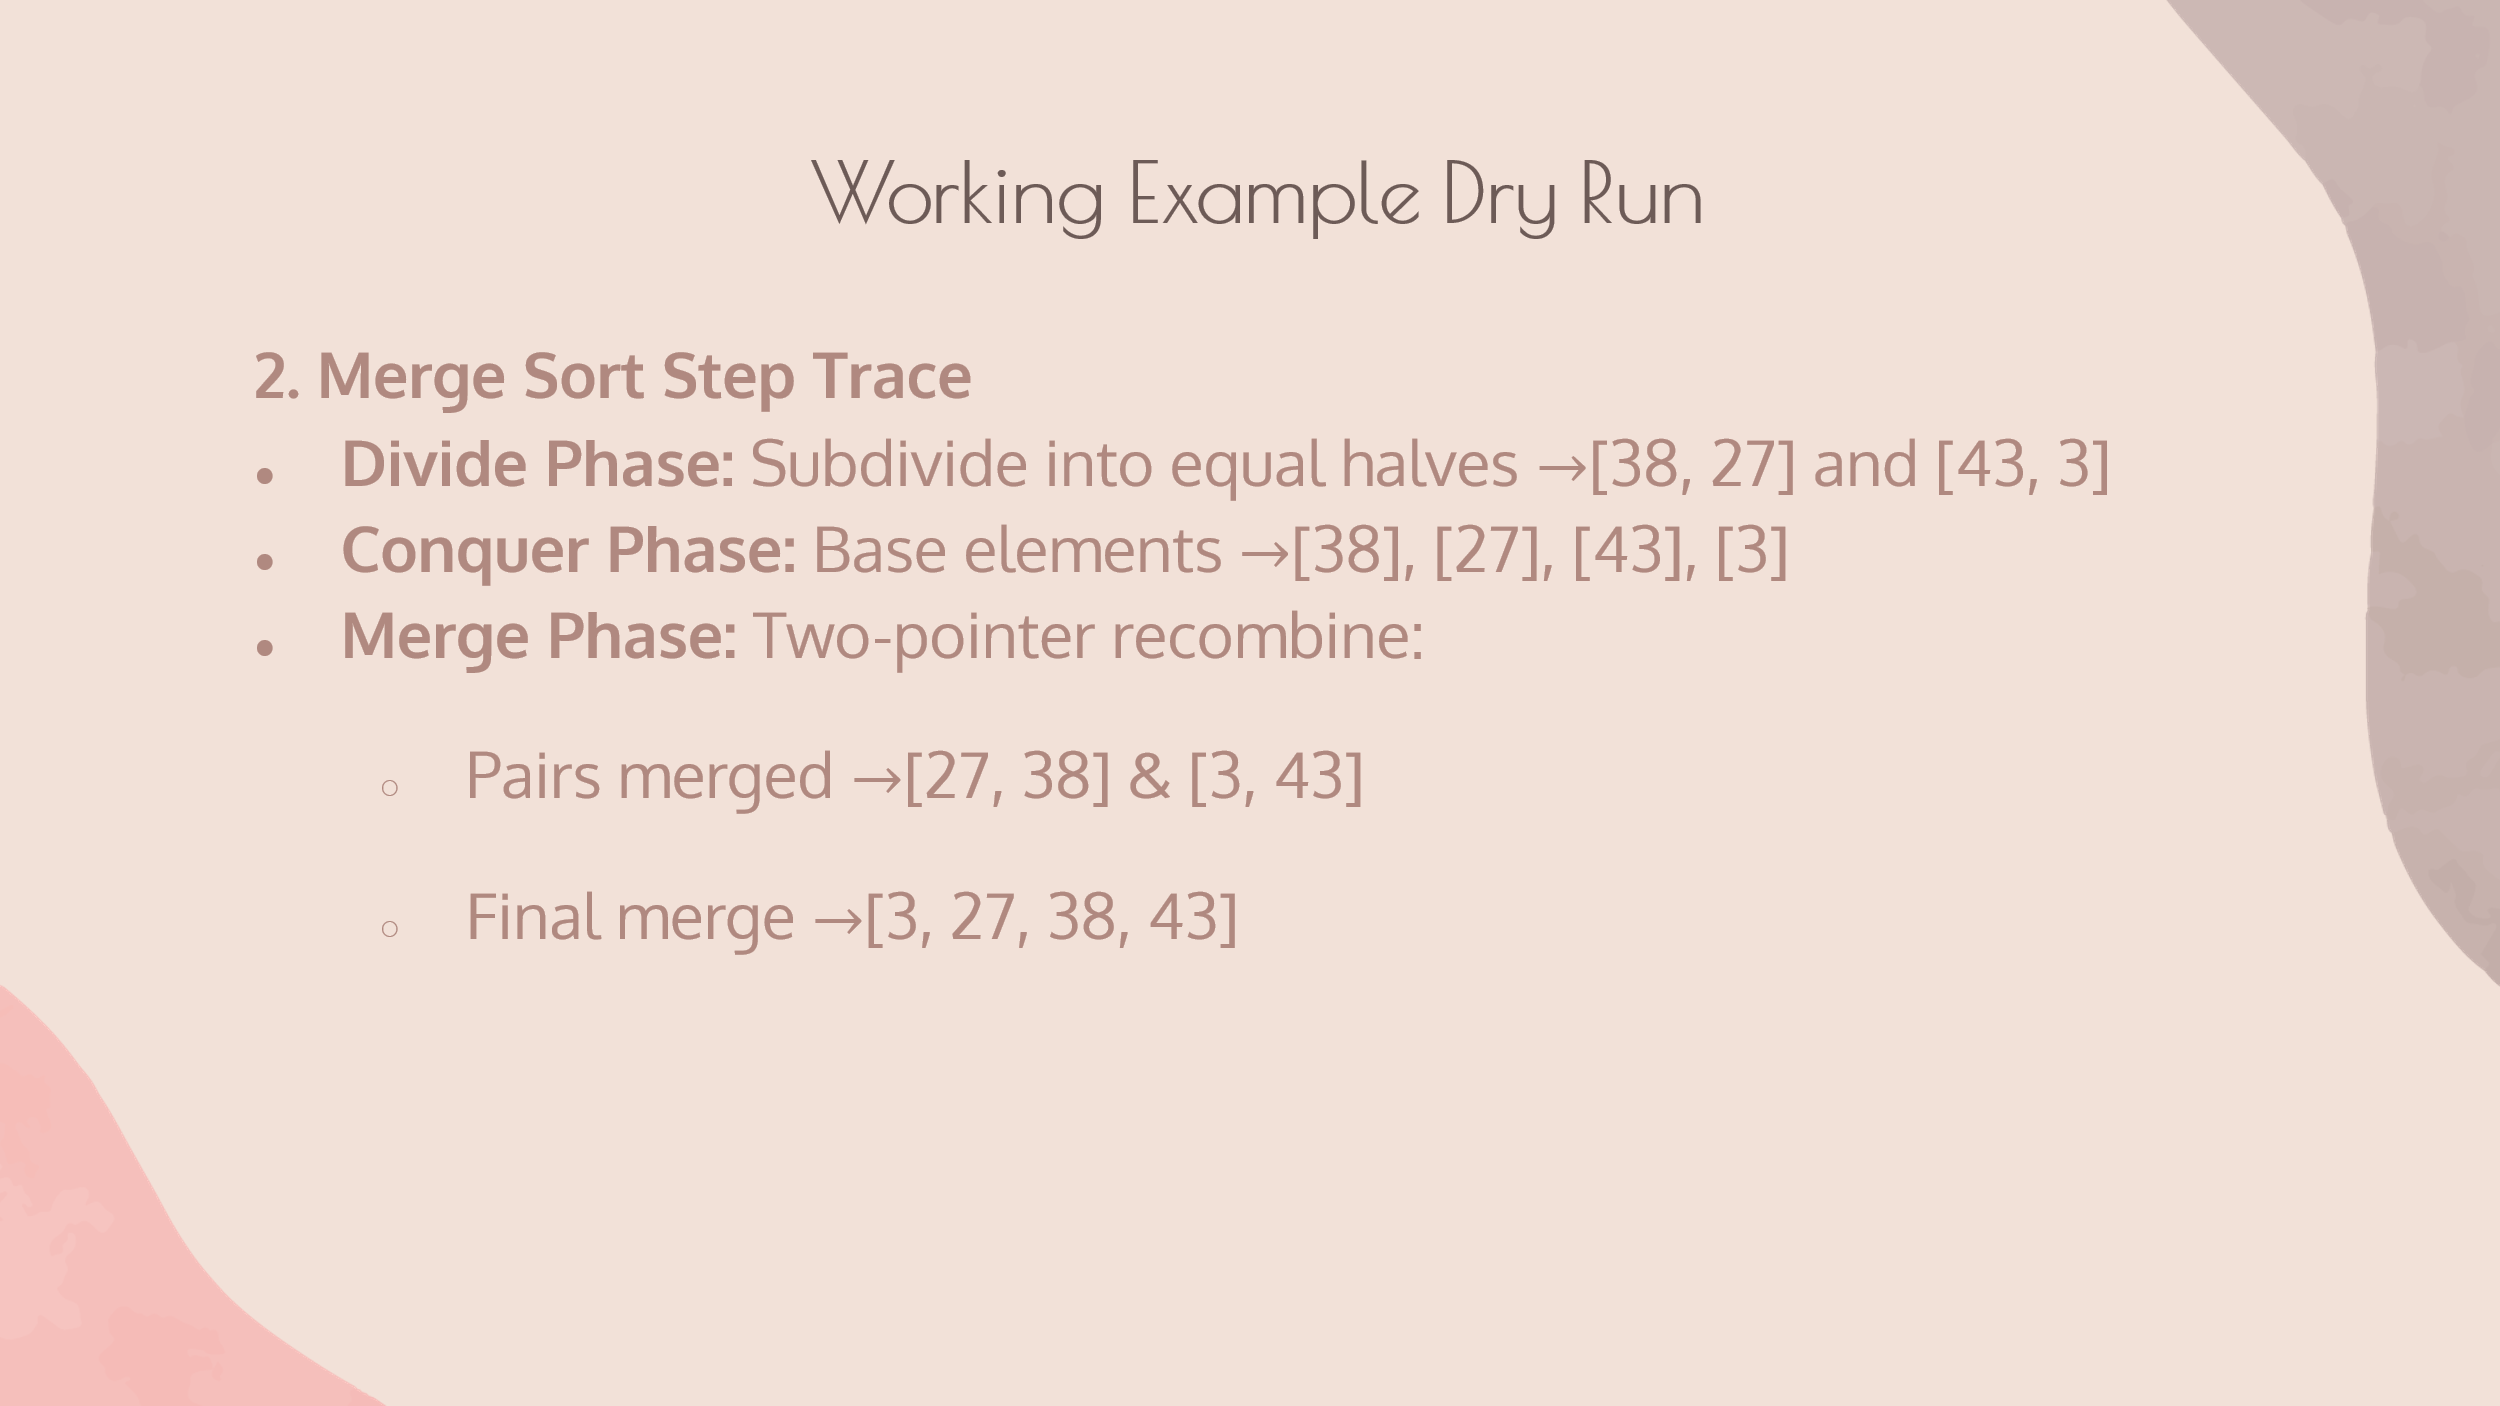 Working Example Dry Run
2. Merge Sort Step Trace
• Divide Phase: Subdivide into equal halves →[38, 27] and [43, 3]
• Conquer Phase: Base elements →[38], [27], [43], [3]
• Merge Phase: Two-pointer recombine:
○ Pairs merged →[27, 38] & [3, 43]
○ Final merge →[3, 27, 38, 43]